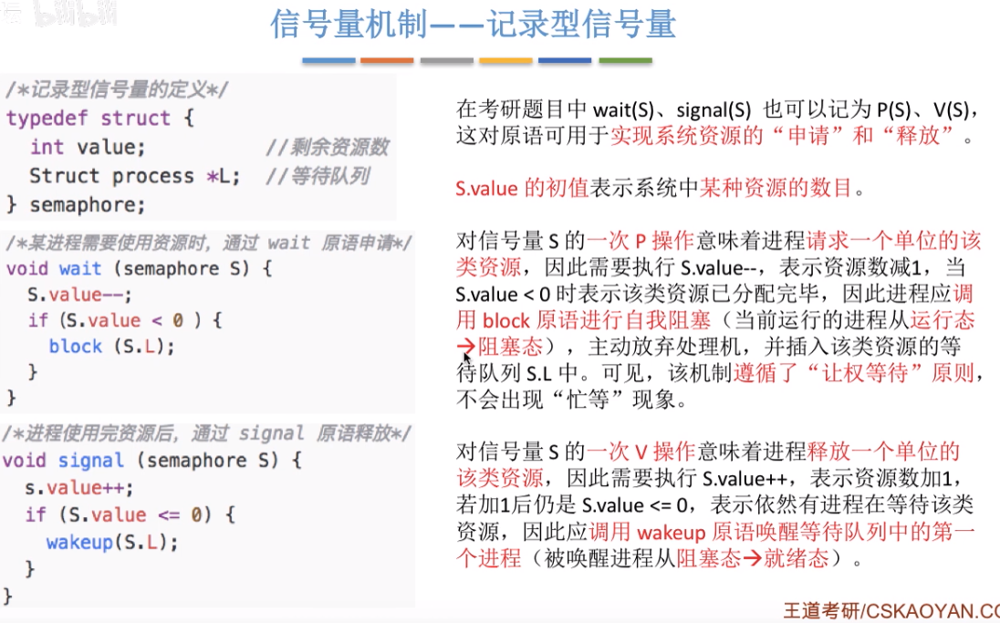 bilibili
信号量机制——记录型信号量
/*记录型信号量的定义*/
typedef struct {
int value; //剩余资源数
Struct process *L; //等待队列
} semaphore;
/*某进程需要使用资源时，通过 wait 原语申请*/
void wait (semaphore S) {
S.value--;
if (S.value < 0 ) {
block (S.L);
}
}
/*进程使用完资源后，通过 signal 原语释放*/
void signal (semaphore S) {
s.value++;
if (S.value <= 0) {
wakeup(S.L);
}
}
在考研题目中 wait(S)、signal(S) 也可以记为 P(S)、V(S)，
这对原语可用于实现系统资源的“申请”和“释放”。
S.value 的初值表示系统中某种资源的数目。
对信号量 S 的一次 P 操作意味着进程请求一个单位的该
类资源，因此需要执行 S.value--，表示资源数减1，当
S.value < 0 时表示该类资源已分配完毕，因此进程应调
用 block 原语进行自我阻塞（当前运行的进程从运行态
→阻塞态），主动放弃处理机，并插入该类资源的等
待队列 S.L 中。可见，该机制遵循了“让权等待”原则，
不会出现“忙等”现象。
对信号量 S 的一次 V 操作意味着进程释放一个单位的
该类资源，因此需要执行 S.value++，表示资源数加1，
若加1后仍是 S.value <= 0，表示依然有进程在等待该类
资源，因此应调用 wakeup 原语唤醒等待队列中的第一
个进程（被唤醒进程从阻塞态→就绪态）。
王道考研/CSKAOYAN.CO